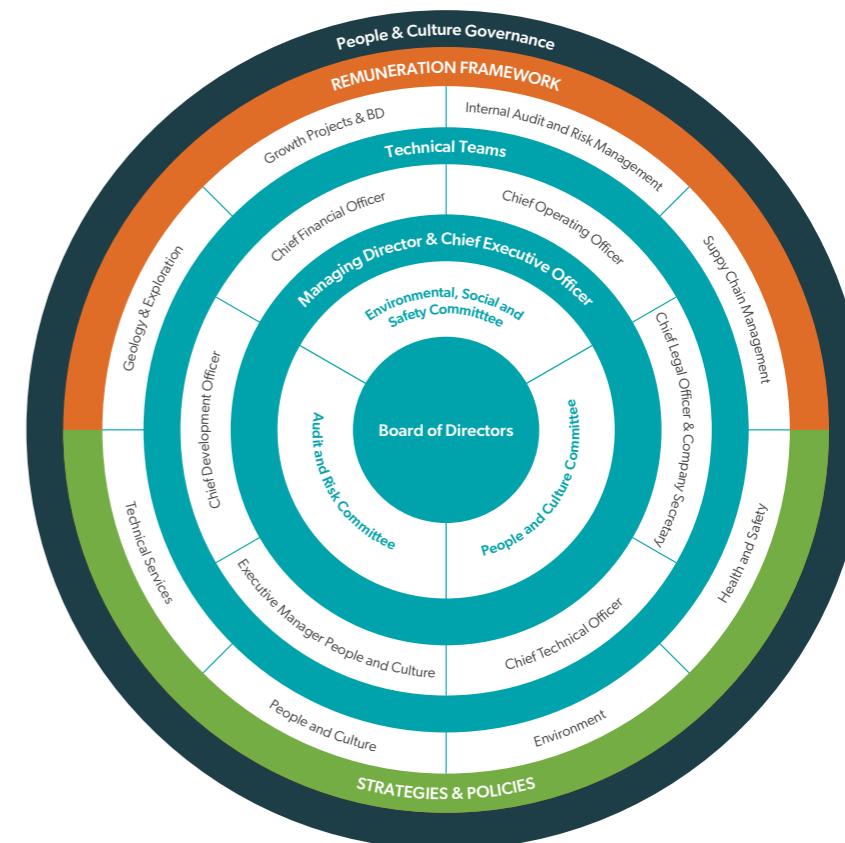 People & Culture Governance
REMUNERATION FRAMEWORK
Growth Projects & BD
Internal Audit and Risk Management
Geology & Exploration
Suppy Chain Management
Technical Services
Health and Safety
People and Culture
Environment
Technical Teams
Chief Financial Officer
Chief Operating Officer
Chief Development Officer
Chief Legal Officer & Company Secretary
Executive Manager People and Culture
Chief Technical Officer
Managing Director & Chief Executive Officer
Environmental, Social and
Safety Committee
Audit and Risk Committee
People and Culture Committee
Board of Directors
STRATEGIES & POLICIES